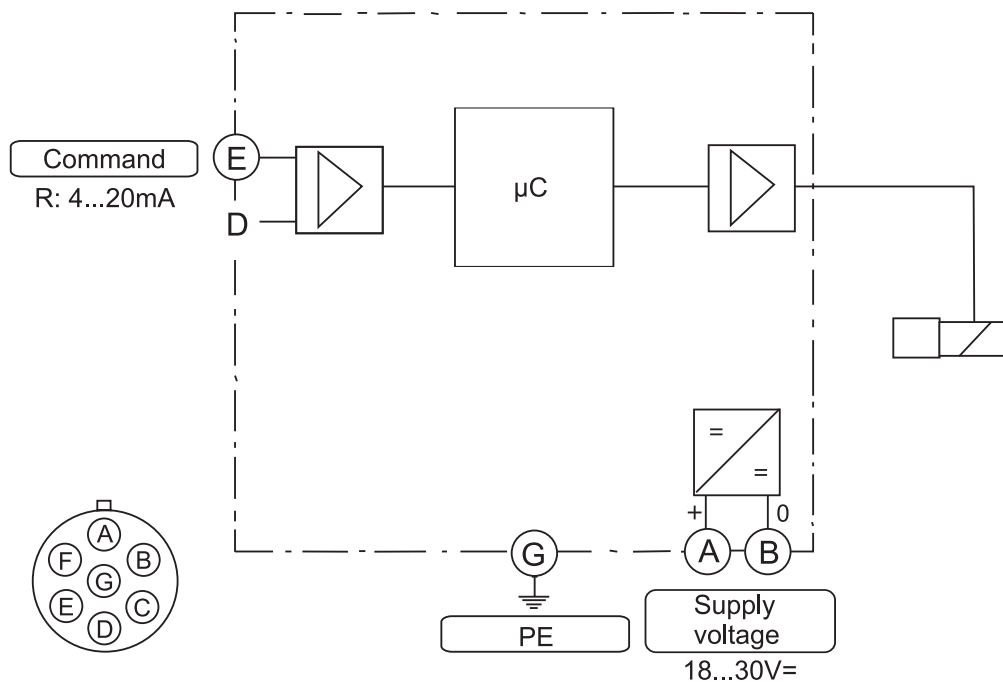 E
Command
R: 4...20mA
D
µC
=
=
+
0
A
B
G
PE
Supply
voltage
18...30V=
A
F
B
G
E
C
D